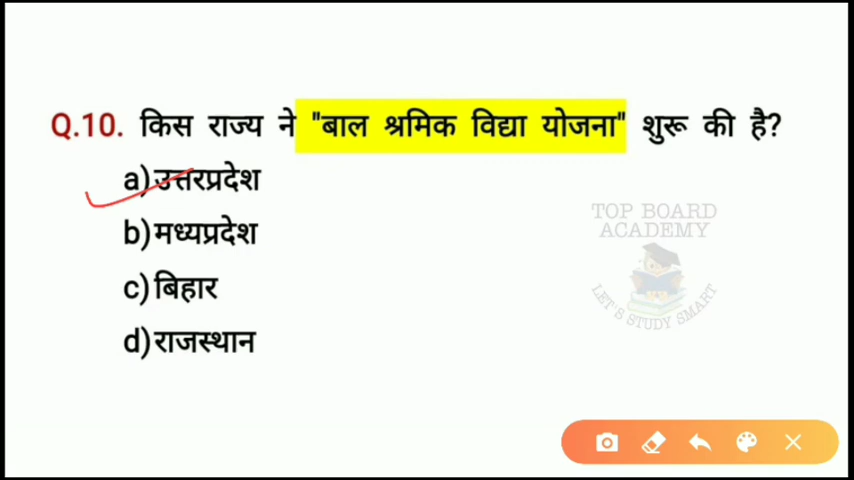 Q.10. किस राज्य ने "बाल श्रमिक विद्या योजना" शुरू की है?
a)उत्तरप्रदेश
b)मध्यप्रदेश
c)बिहार
d)राजस्थान
TOP BOARD
ACADEMY
LET'S STUDY SMART